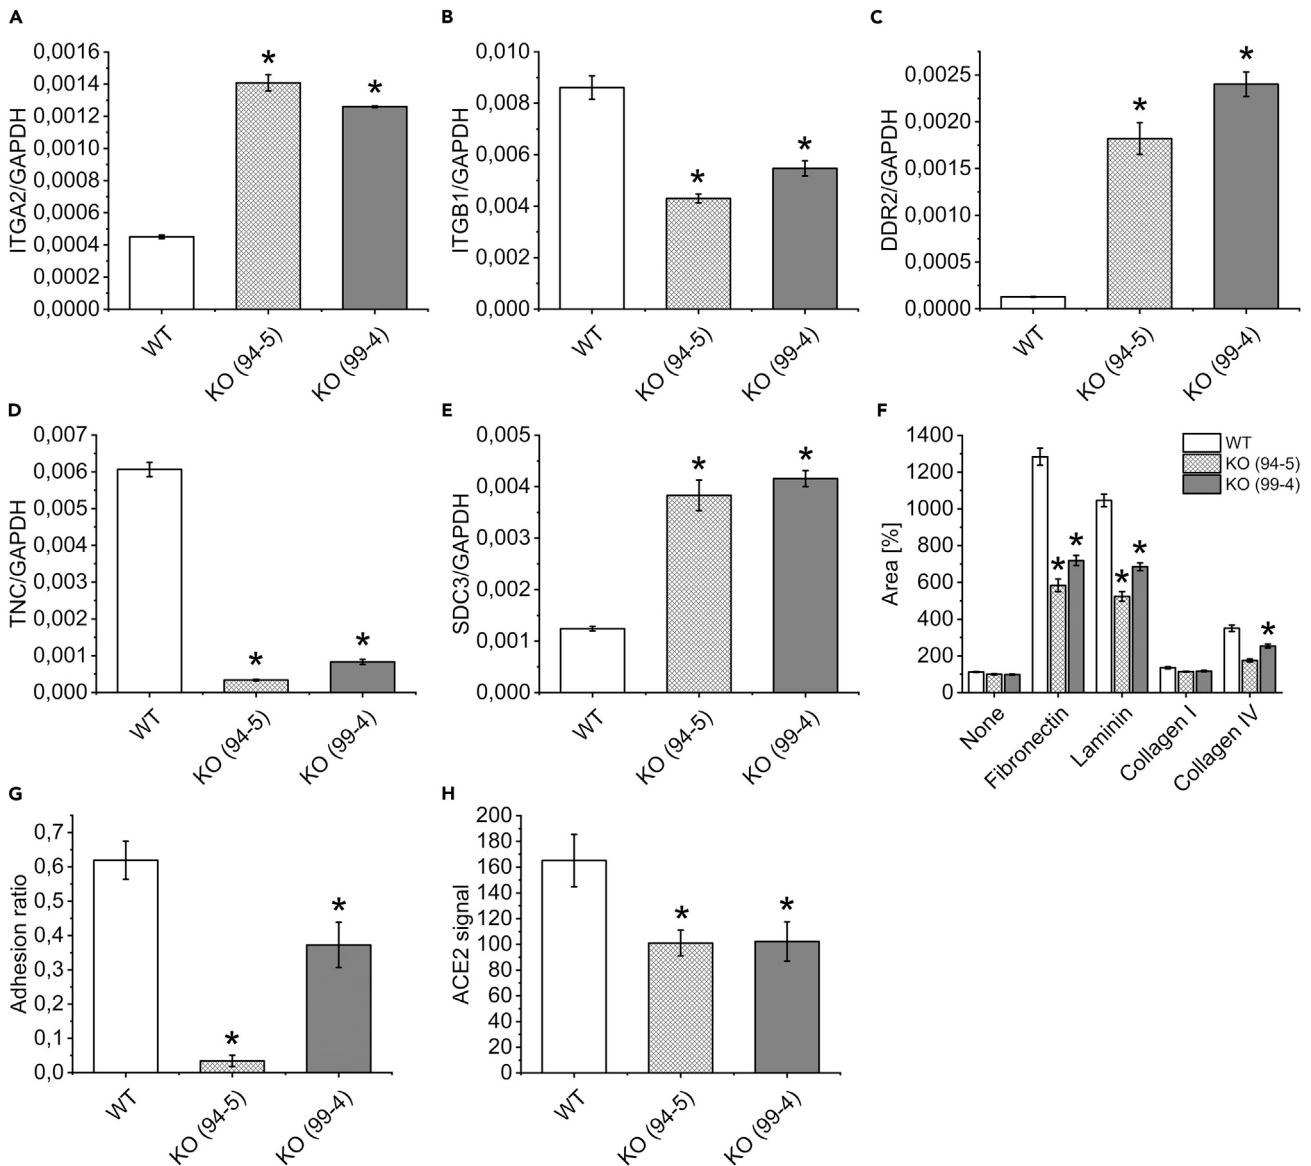 A
ITGA2/GAPDH
0,0016
0,0014
0,0012
0,0010
0,0008
0,0006
0,0004
0,0002
0,0000
*
*
WT
KO (94-5)
KO (99-4)
B
ITGB1/GAPDH
0,010
0,008
0,006
0,004
0,002
0,000
*
*
WT
KO (94-5)
KO (99-4)
C
DDR2/GAPDH
0,0025
0,0020
0,0015
0,0010
0,0005
0,0000
*
*
WT
KO (94-5)
KO (99-4)
D
TNC/GAPDH
0,007
0,006
0,005
0,004
0,003
0,002
0,001
0,000
*
*
WT
KO (94-5)
KO (99-4)
E
SDC3/GAPDH
0,005
0,004
0,003
0,002
0,001
0,000
*
*
WT
KO (94-5)
KO (99-4)
F
Area [%]
1400
1200
1000
800
600
400
200
0
WT
KO (94-5)
KO (99-4)
*
*
*
*
*
None
Fibronectin
Laminin
Collagen I
Collagen IV
G
Adhesion ratio
0,7
0,6
0,5
0,4
0,3
0,2
0,1
0,0
*
*
WT
KO (94-5)
KO (99-4)
H
ACE2 signal
200
180
160
140
120
100
80
60
40
20
0
*
*
WT
KO (94-5)
KO (99-4)